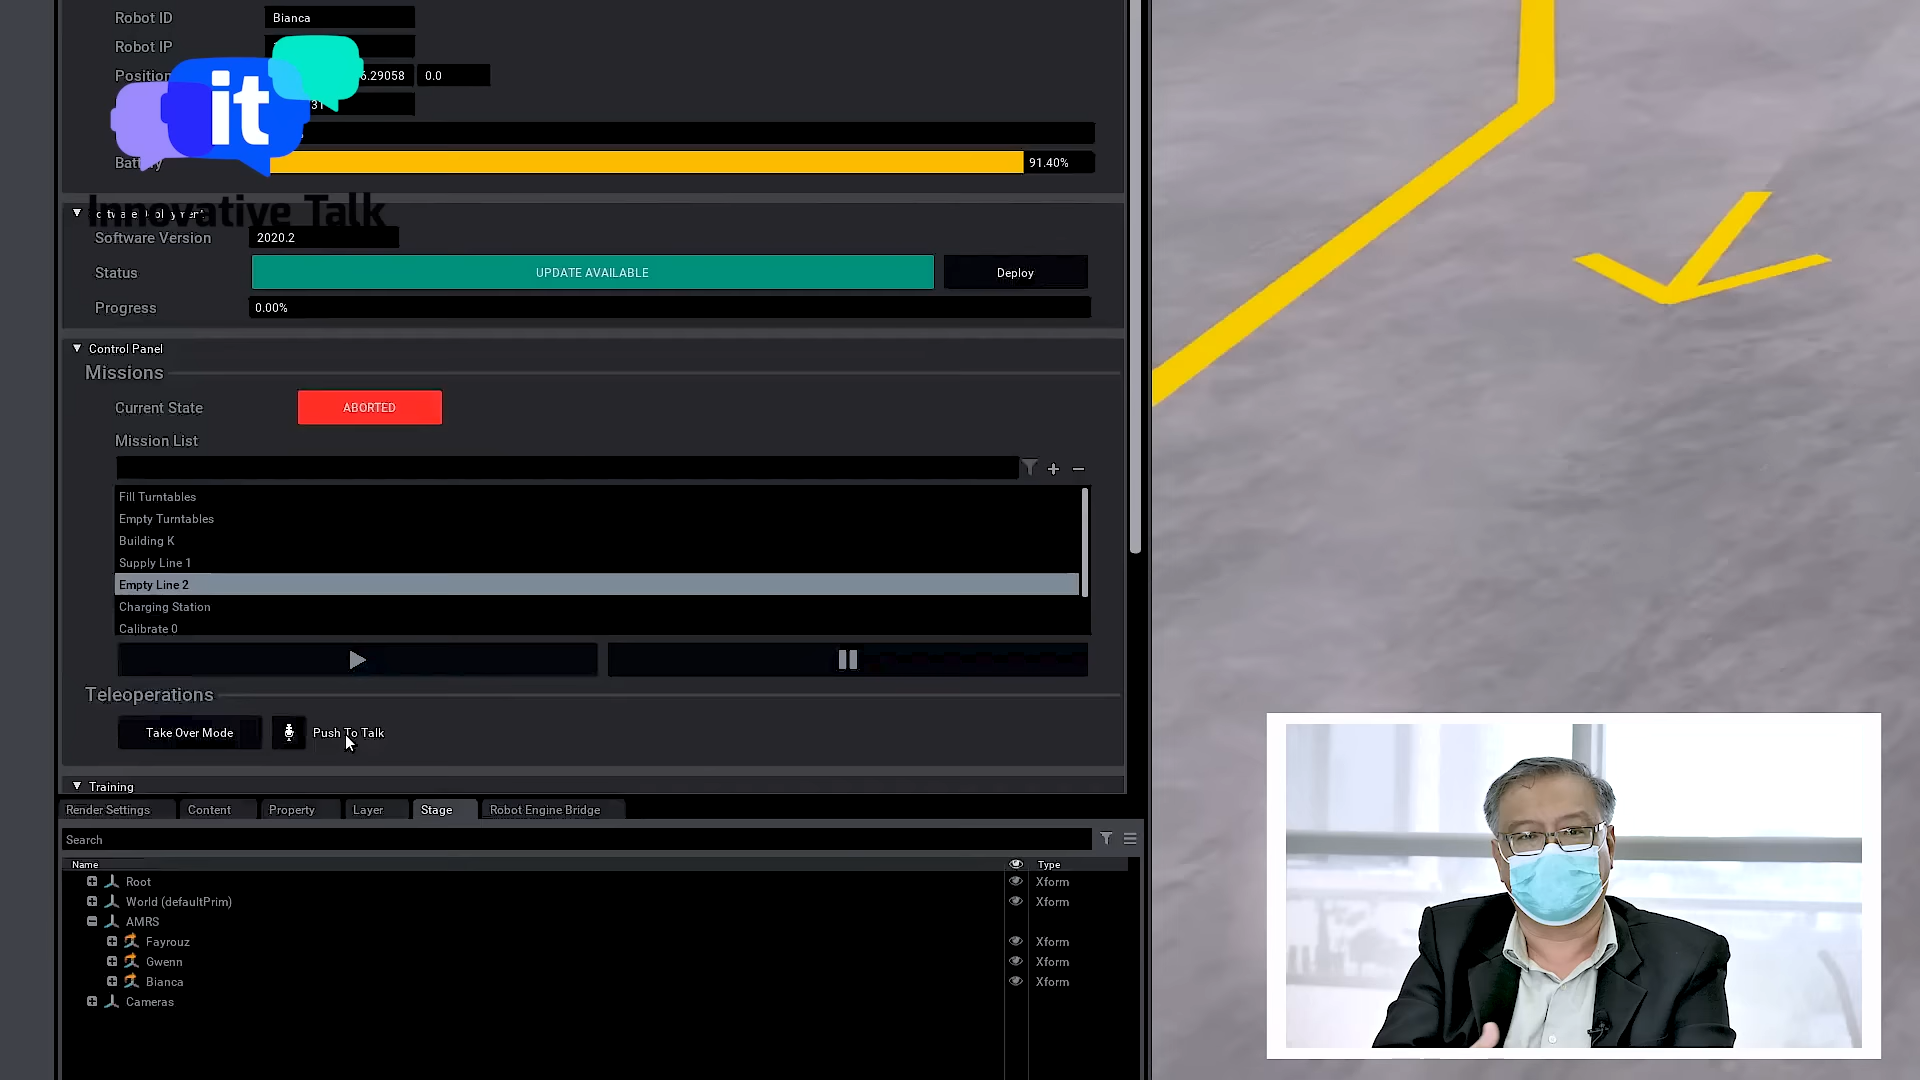 Robot ID Bianca
Robot IP
Position 6.29058 0.0
31
it
Battery 91.40%
Innovative Talk
Software Deployment
Software Version 2020.2
Status UPDATE AVAILABLE Deploy
Progress 0.00%
Control Panel
Missions
Current State ABORTED
Mission List
Fill Turntables
Empty Turntables
Building K
Supply Line 1
Empty Line 2
Charging Station
Calibrate 0
Teleoperations
Take Over Mode Push To Talk
Training
Render Settings Content Property Layer Stage Robot Engine Bridge
Search
Name Type
Root Xform
World (defaultPrim) Xform
AMRS
Fayrouz Xform
Gwenn Xform
Bianca Xform
Cameras